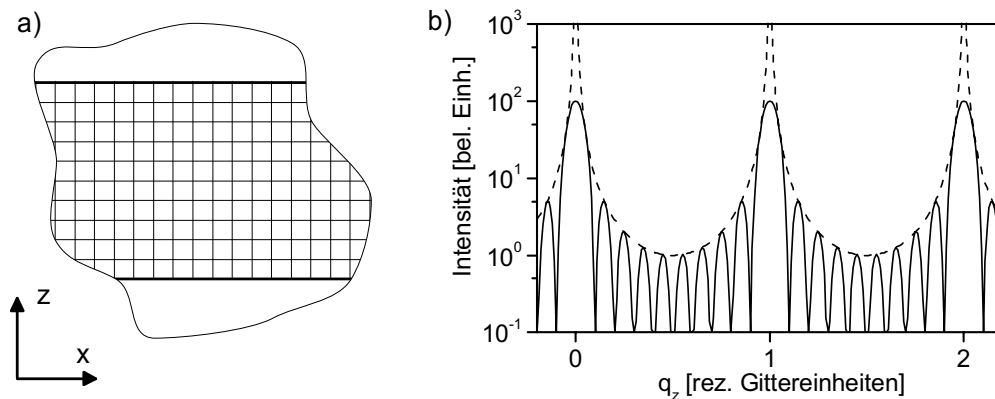 a)
z
x
b)
Intensität [bel. Einh.]
10³
10²
10¹
10⁰
10⁻¹
0
1
2
q_z [rez. Gittereinheiten]